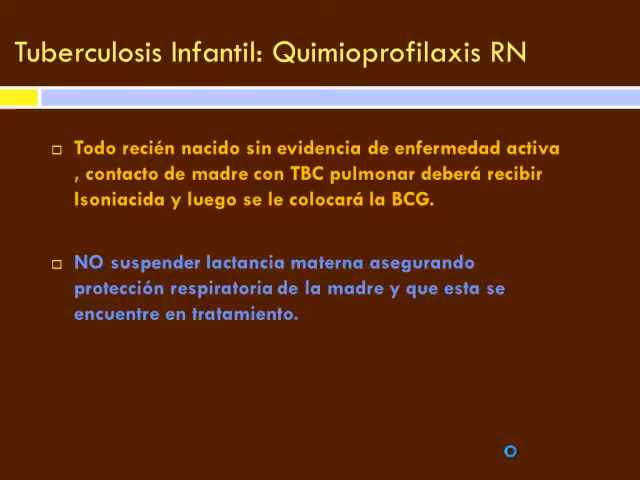 Tuberculosis Infantil: Quimioprofilaxis RN
Todo recién nacido sin evidencia de enfermedad activa
, contacto de madre con TBC pulmonar deberá recibir
Isoniacida y luego se le colocará la BCG.
NO suspender lactancia materna asegurando
protección respiratoria de la madre y que esta se
encuentre en tratamiento.